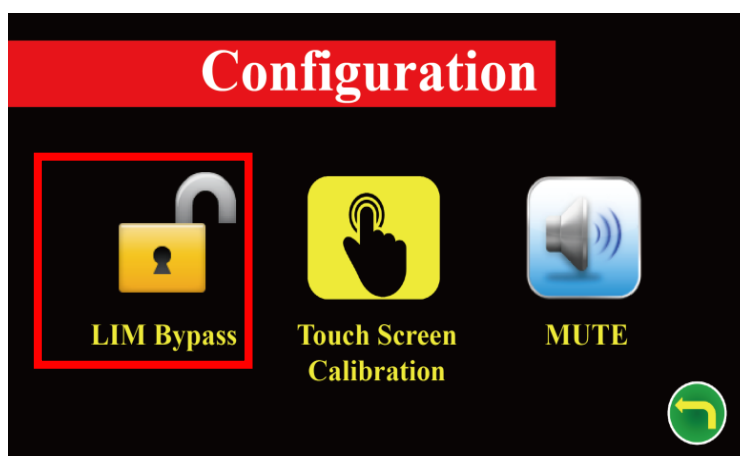 Configuration
LIM Bypass
Touch Screen
Calibration
MUTE